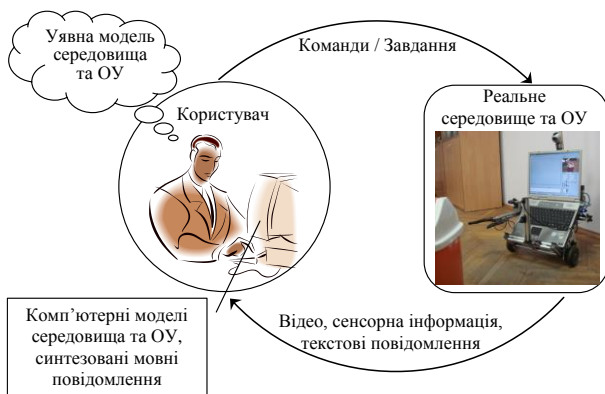 Уявна модель
середовища
та ОУ
Команди / Завдання
Користувач
Реальне
середовище та ОУ
Комп’ютерні моделі
середовища та ОУ,
синтезовані мовні
повідомлення
Відео, сенсорна інформація,
текстові повідомлення